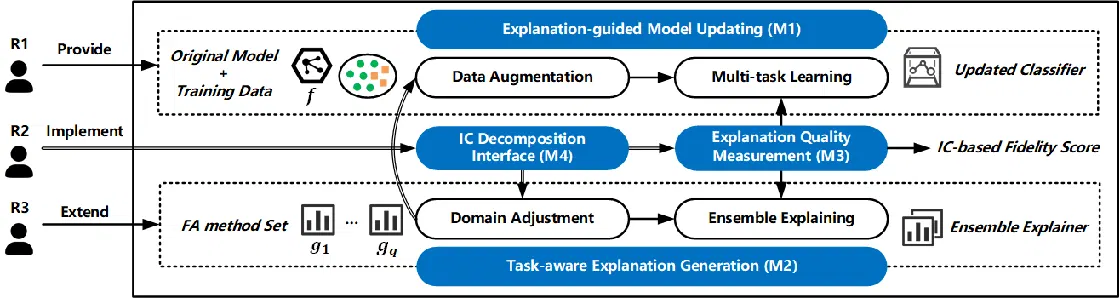 Explanation-guided Model Updating (M1)
R1
Provide
Original Model
+
Training Data
f
Data Augmentation
Multi-task Learning
Updated Classifier
R2
Implement
IC Decomposition
Interface (M4)
Explanation Quality
Measurement (M3)
IC-based Fidelity Score
R3
Extend
FA method Set
g1
...
gq
Domain Adjustment
Ensemble Explaining
Ensemble Explainer
Task-aware Explanation Generation (M2)